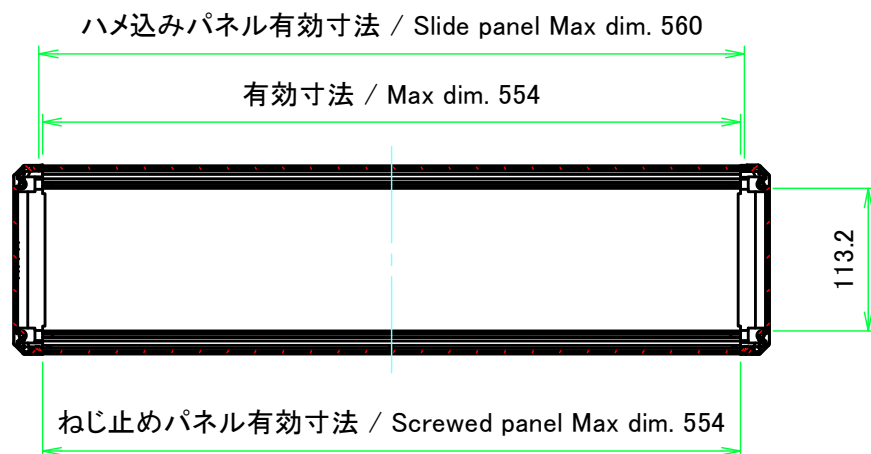 ハメ込みパネル有効寸法 / Slide panel Max dim. 560
有効寸法 / Max dim. 554
113.2
ねじ止めパネル有効寸法 / Screwed panel Max dim. 554